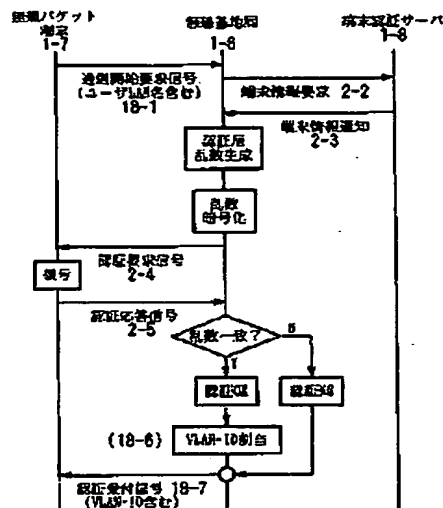 無線パケット
端末
1-7
無線基地局
1-6
端末認証サーバ
1-8
通信開始要求信号
(ユーザLAN名含む)
18-1
端末情報要求 2-2
端末情報通知
2-3
認証用
乱数生成
乱数
暗号化
認証要求信号
2-4
復号
認証応答信号
2-5
乱数一致?
N
Y
認証OK
認証NG
(18-6)
VLAN-ID割当
認証受付信号 18-7
(VLAN-ID含む)